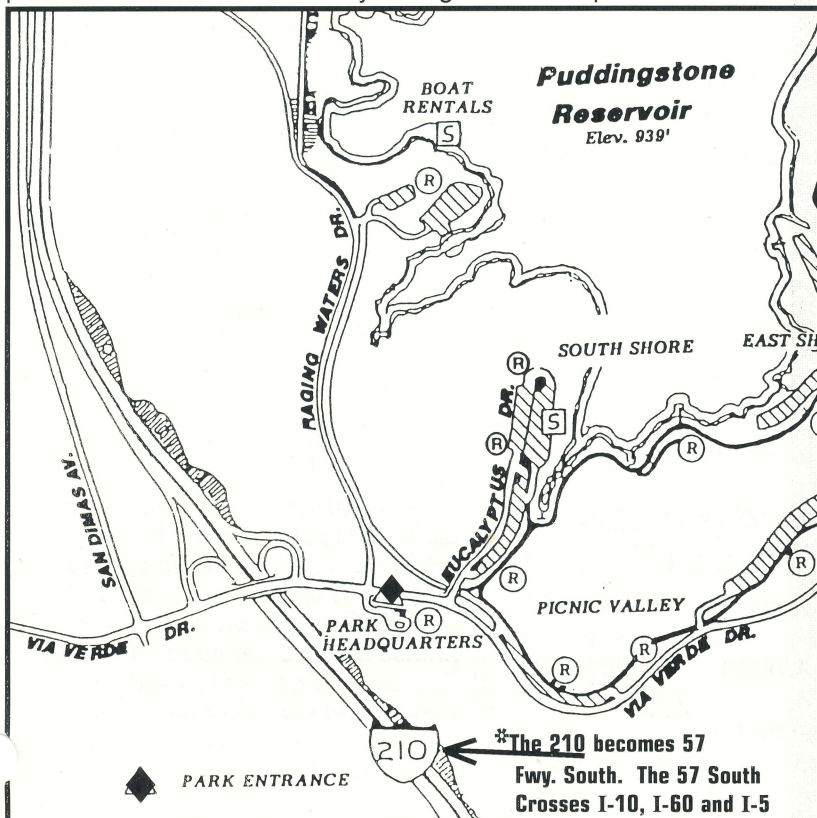 BOAT
RENTALS
S
Puddingstone
Reservoir
Elev. 939'
R
RAGING WATERS DR.
SOUTH SHORE
EAST SH
R
DR.
S
R
R
EUCALYPTUS
SAN DIMAS AV.
R
R
PICNIC VALLEY
PARK
HEADQUARTERS
R
VIA VERDE DR.
R
R
VIA VERDE DR.
210
*The 210 becomes 57
Fwy. South. The 57 South
Crosses I-10, I-60 and I-5
PARK ENTRANCE